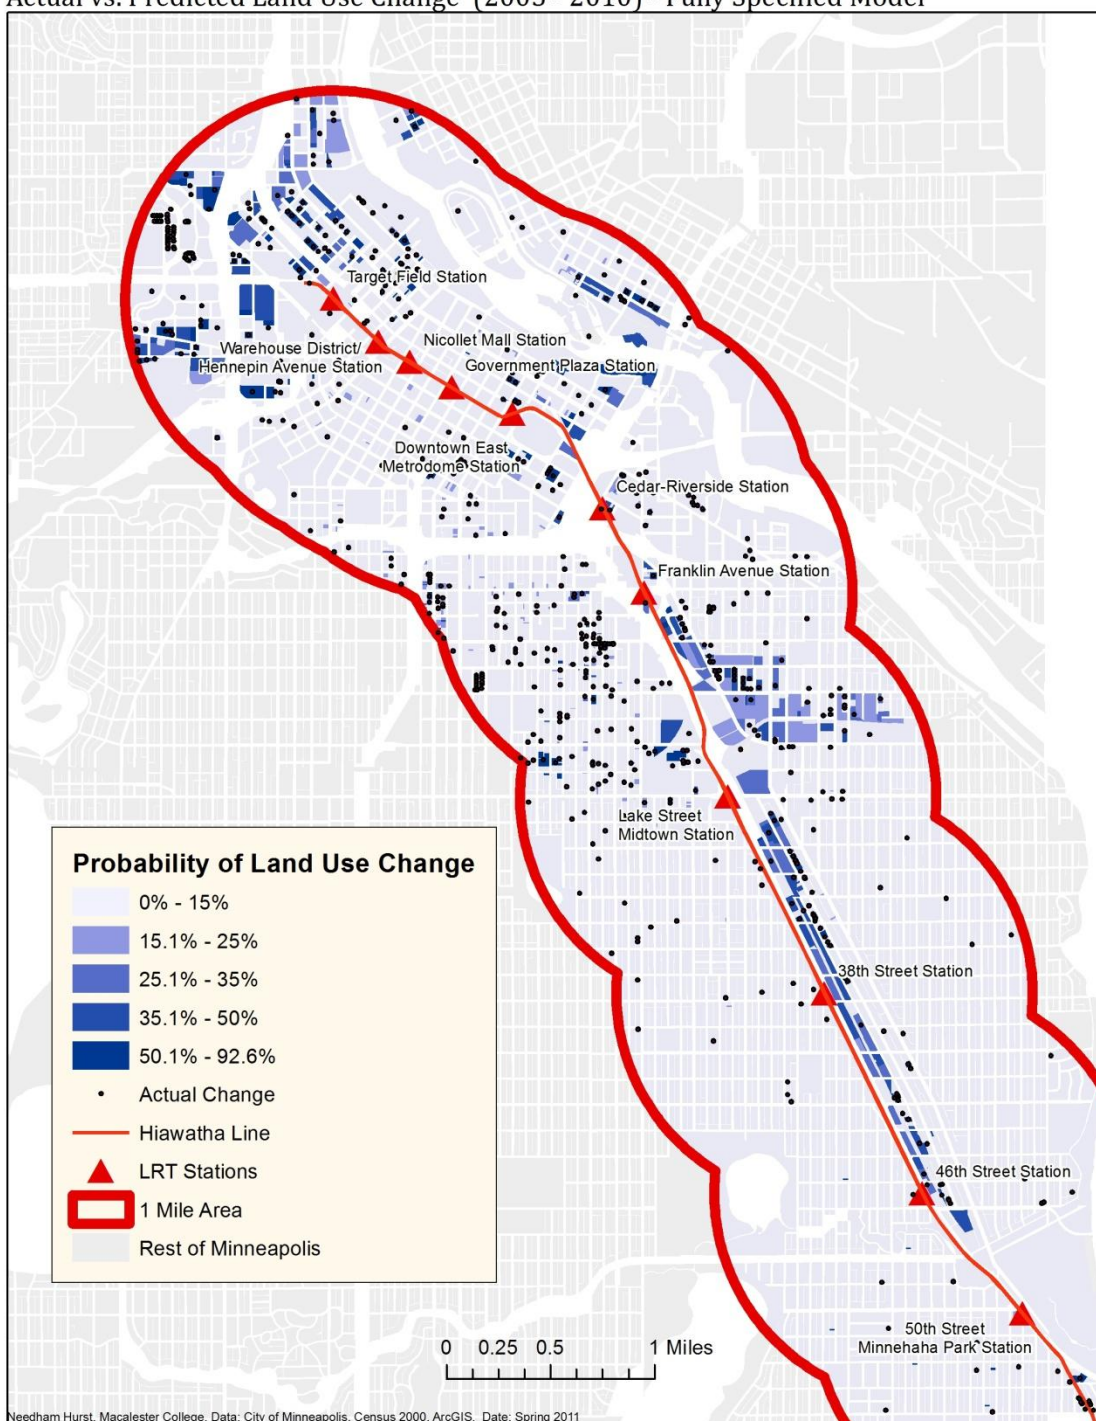 Actual vs. Predicted Land Use Change (2005 - 2010) - Fully Specified Model
Target Field Station
Nicollet Mall Station
Warehouse District/
Hennepin Avenue Station
Government Plaza Station
Downtown East
Metrodome Station
Cedar-Riverside Station
Franklin Avenue Station
Lake Street
Midtown Station
38th Street Station
46th Street Station
50th Street
Minnehaha Park Station
Probability of Land Use Change
0% - 15%
15.1% - 25%
25.1% - 35%
35.1% - 50%
50.1% - 92.6%
Actual Change
Hiawatha Line
LRT Stations
1 Mile Area
Rest of Minneapolis
0 0.25 0.5 1 Miles
Needham Hurst, Macalester College. Data: City of Minneapolis, Census 2000, ArcGIS. Date: Spring 2011